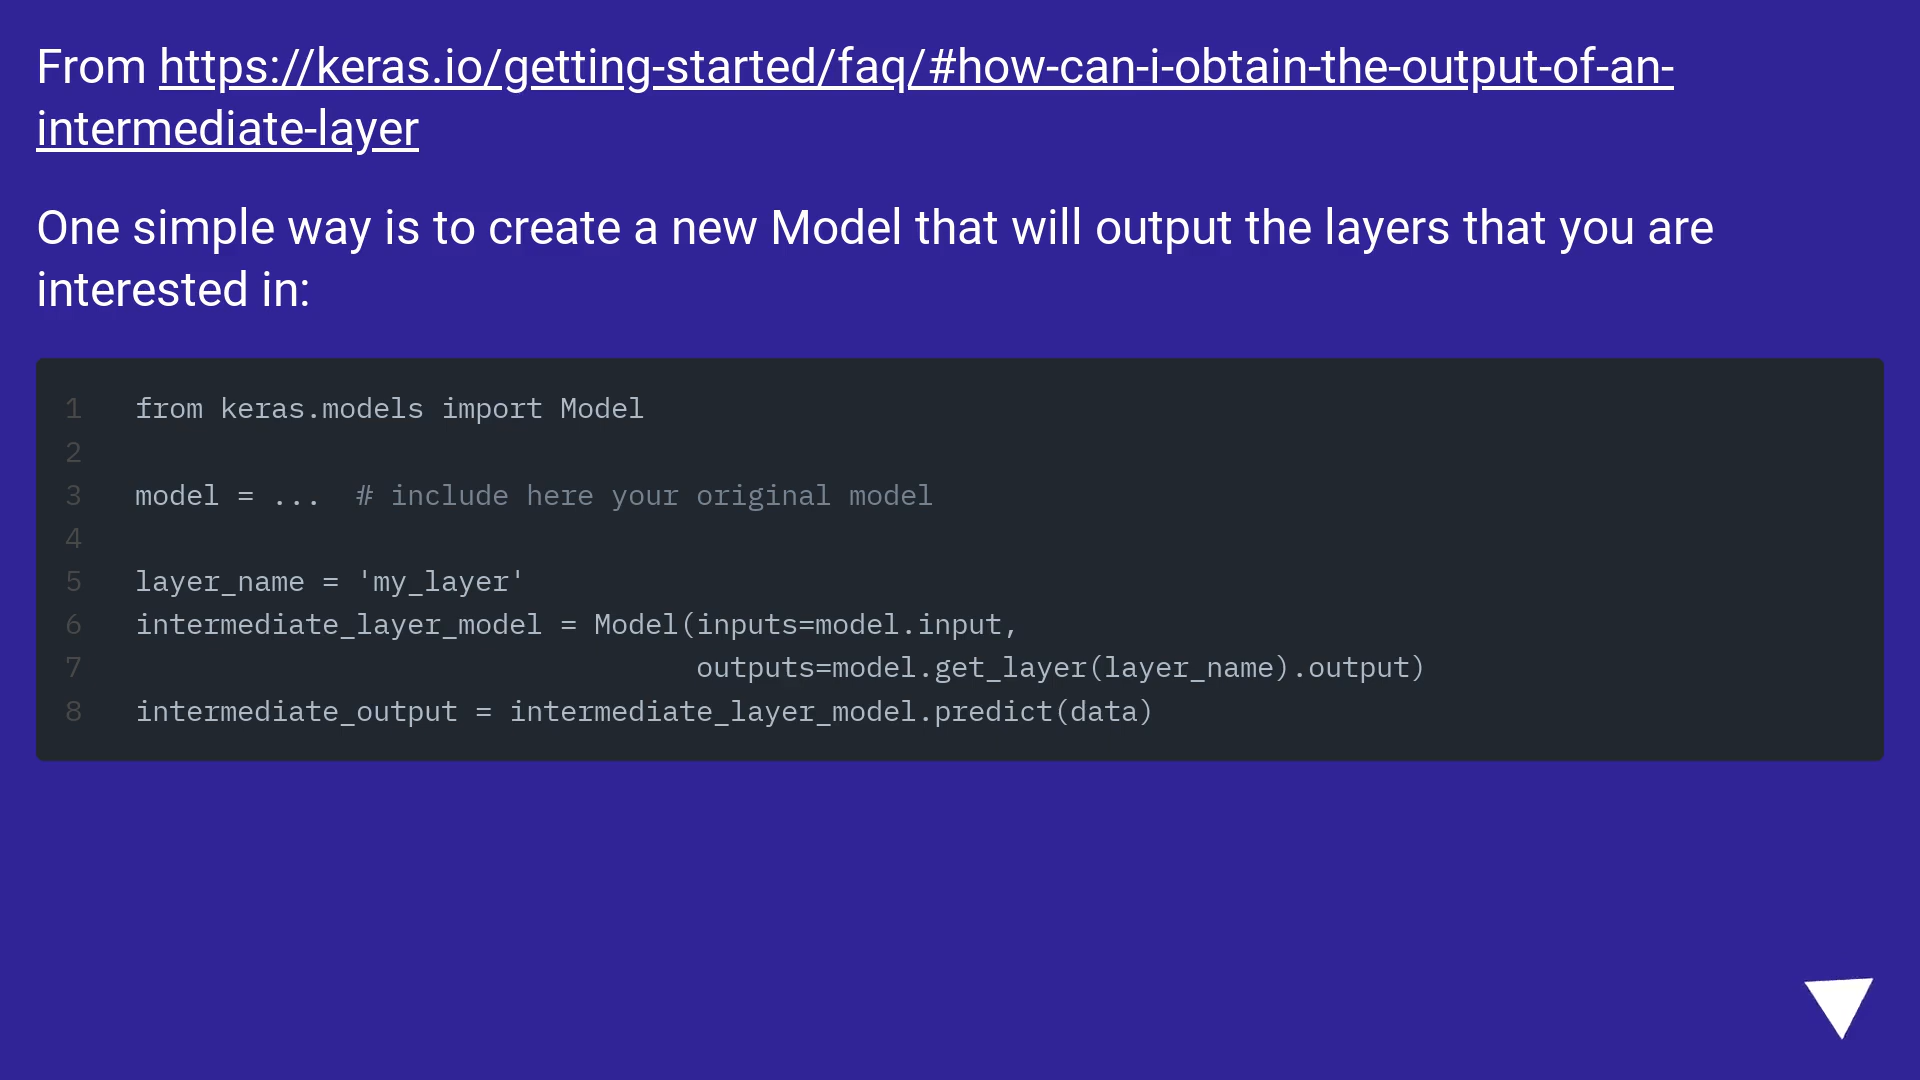 From https://keras.io/getting-started/faq/#how-can-i-obtain-the-output-of-an-
intermediate-layer
One simple way is to create a new Model that will output the layers that you are
interested in:
1 from keras.models import Model
2
3 model = ...  # include here your original model
4
5 layer_name = 'my_layer'
6 intermediate_layer_model = Model(inputs=model.input,
7                                  outputs=model.get_layer(layer_name).output)
8 intermediate_output = intermediate_layer_model.predict(data)